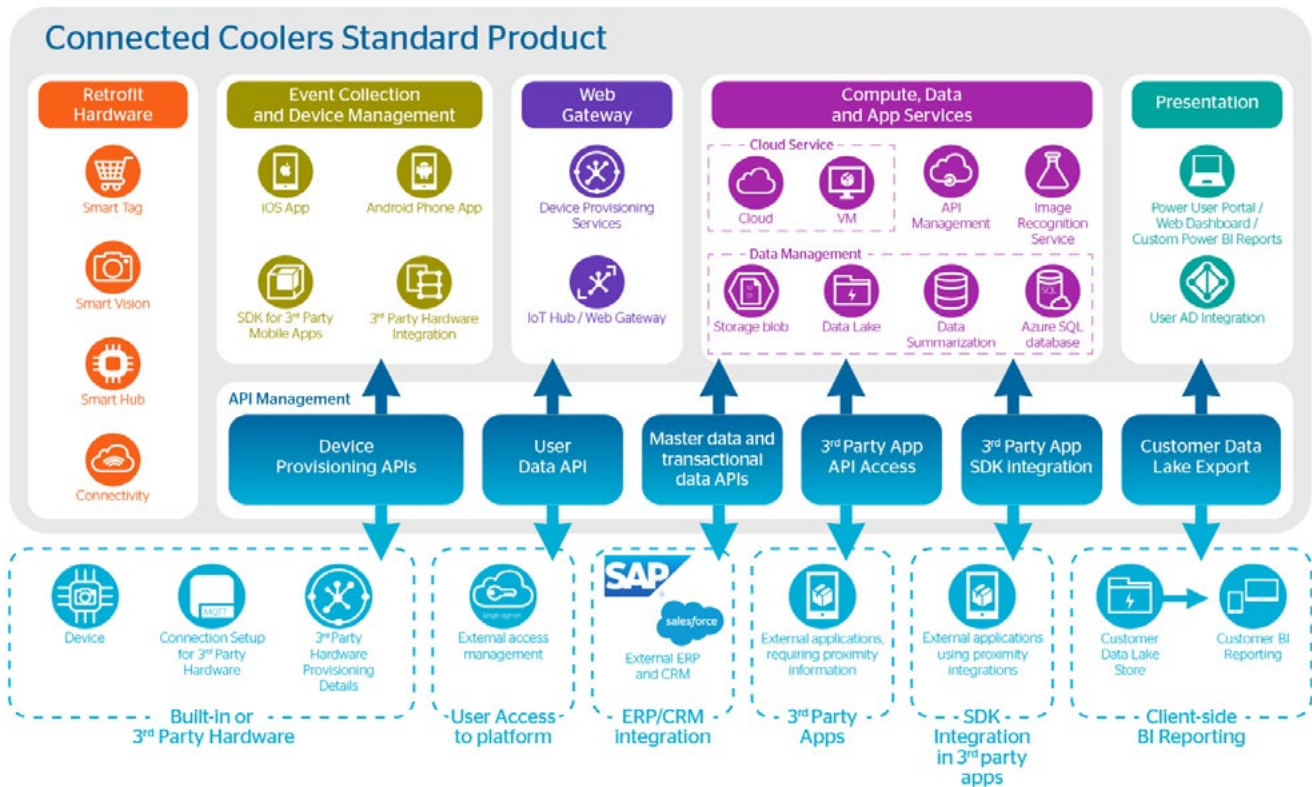 Connected Coolers Standard Product
Retrofit
Hardware
Smart Tag
Smart Vision
Smart Hub
Connectivity
Event Collection
and Device Management
iOS App
Android Phone App
SDK for 3rd Party
Mobile Apps
3rd Party Hardware
Integration
Web
Gateway
Device Provisioning
Services
IoT Hub / Web Gateway
Compute, Data
and App Services
Cloud Service
Cloud
VM
API
Management
Image
Recognition
Service
Data Management
Storage blob
Data Lake
Data
Summarization
SQL
Azure SQL
database
Presentation
Power User Portal /
Web Dashboard /
Custom Power BI Reports
User AD Integration
API Management
Device
Provisioning APIs
User
Data API
Master data and
transactional
data APIs
3rd Party App
API Access
3rd Party App
SDK integration
Customer Data
Lake Export
Device
MQTT
Connection Setup
for 3rd Party
Hardware
3rd Party
Hardware
Provisioning
Details
Built-in or
3rd Party Hardware
Single sign-on
External access
management
User Access
to platform
SAP
salesforce
External ERP
and CRM
ERP/CRM
integration
External applications,
requiring proximity
information
3rd Party
Apps
External applications
using proximity
integrations
SDK
Integration
in 3rd party
apps
Customer
Data Lake
Store
Customer BI
Reporting
Client-side
BI Reporting